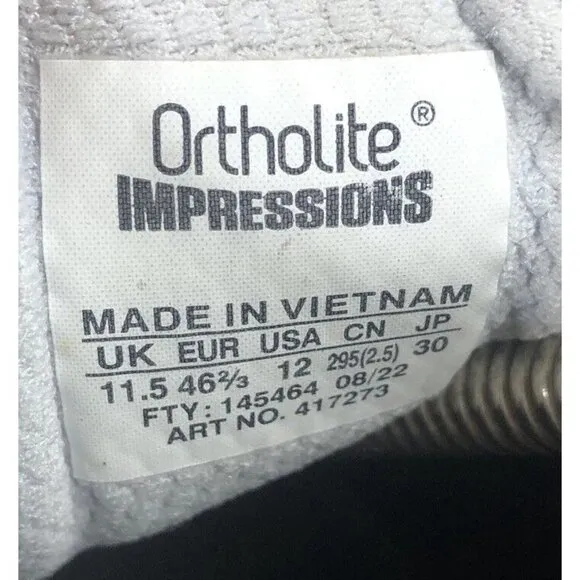 Ortholite®
IMPRESSIONS
MADE IN VIETNAM
UK EUR USA CN JP
11.5 46⅔ 12 295(2.5) 30
FTY: 145464 08/22
ART NO. 417273